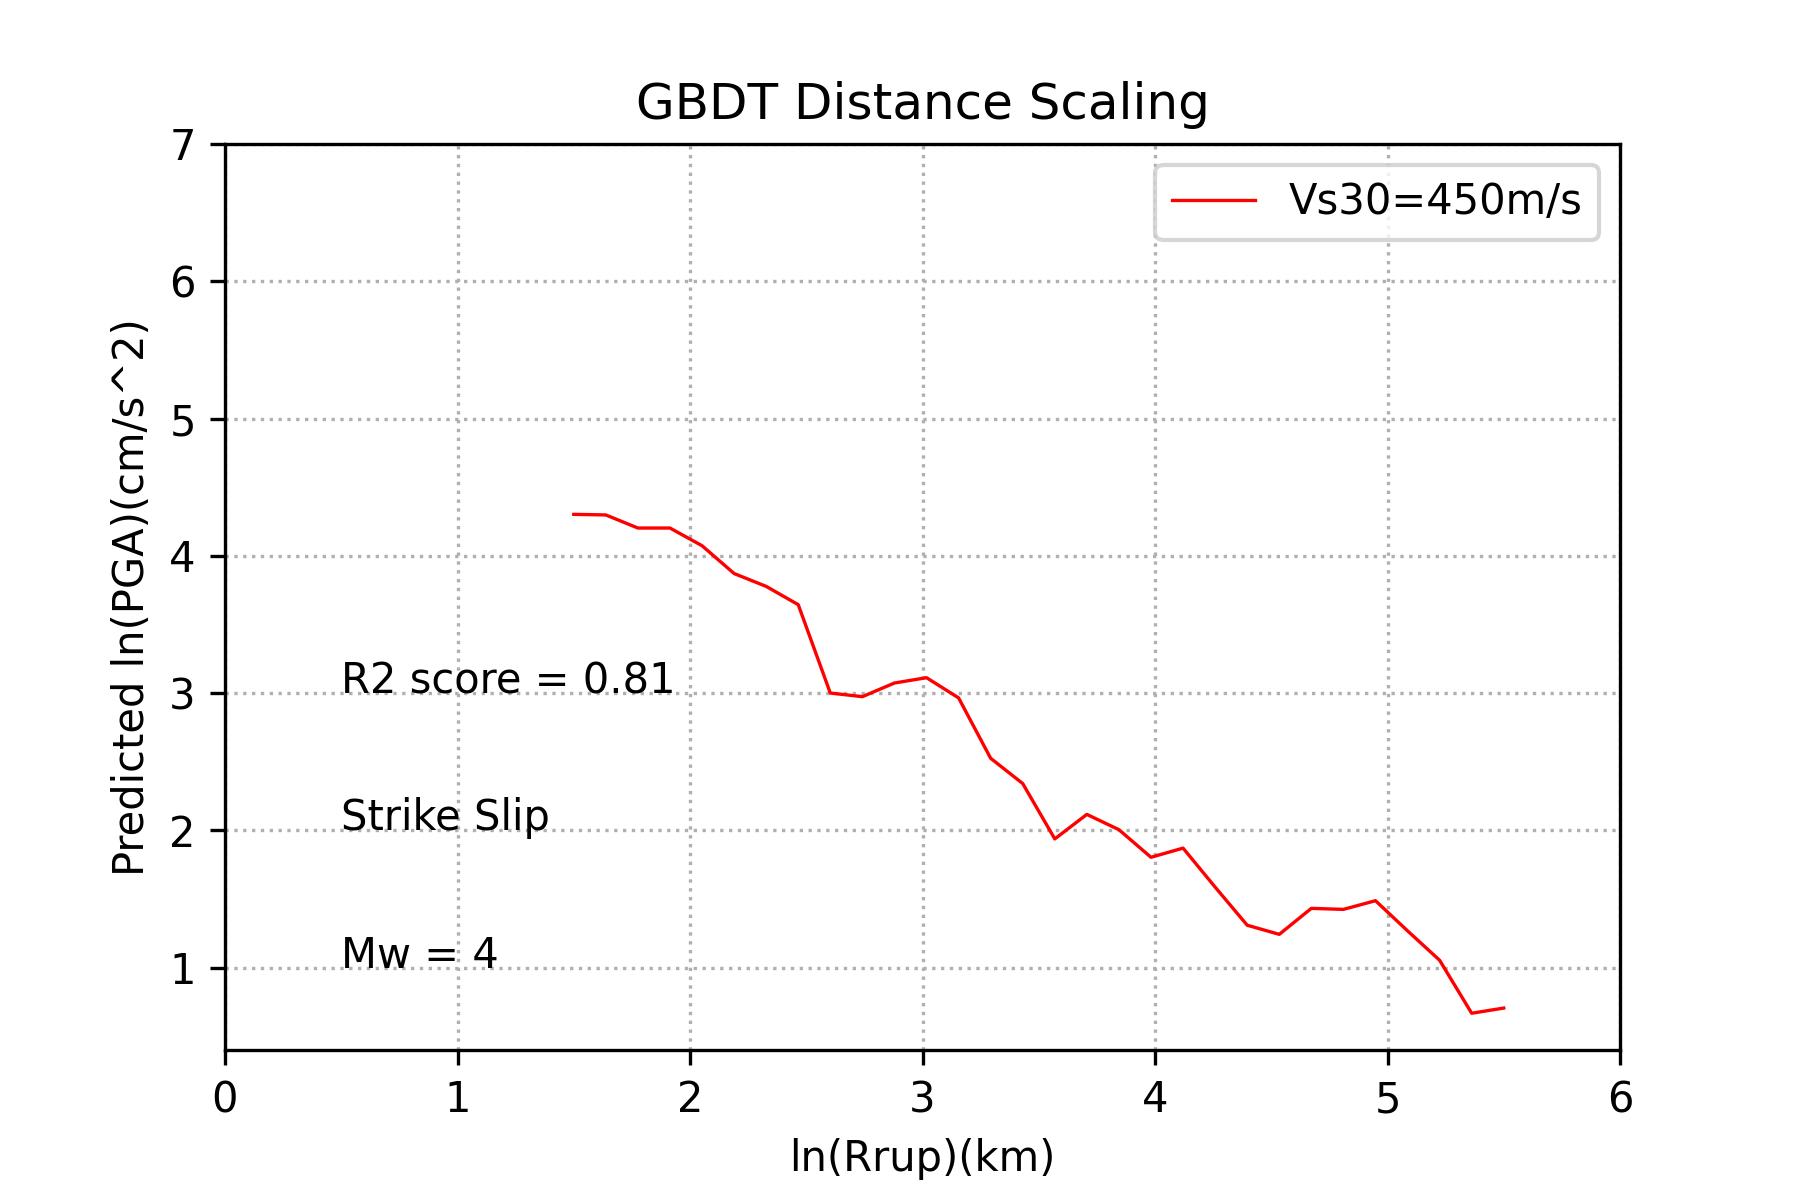 GBDT Distance Scaling
7
6
5
4
3
2
1
Predicted ln(PGA)(cm/s^2)
Vs30=450m/s
R2 score = 0.81
Strike Slip
Mw = 4
0 1 2 3 4 5 6
ln(Rrup)(km)